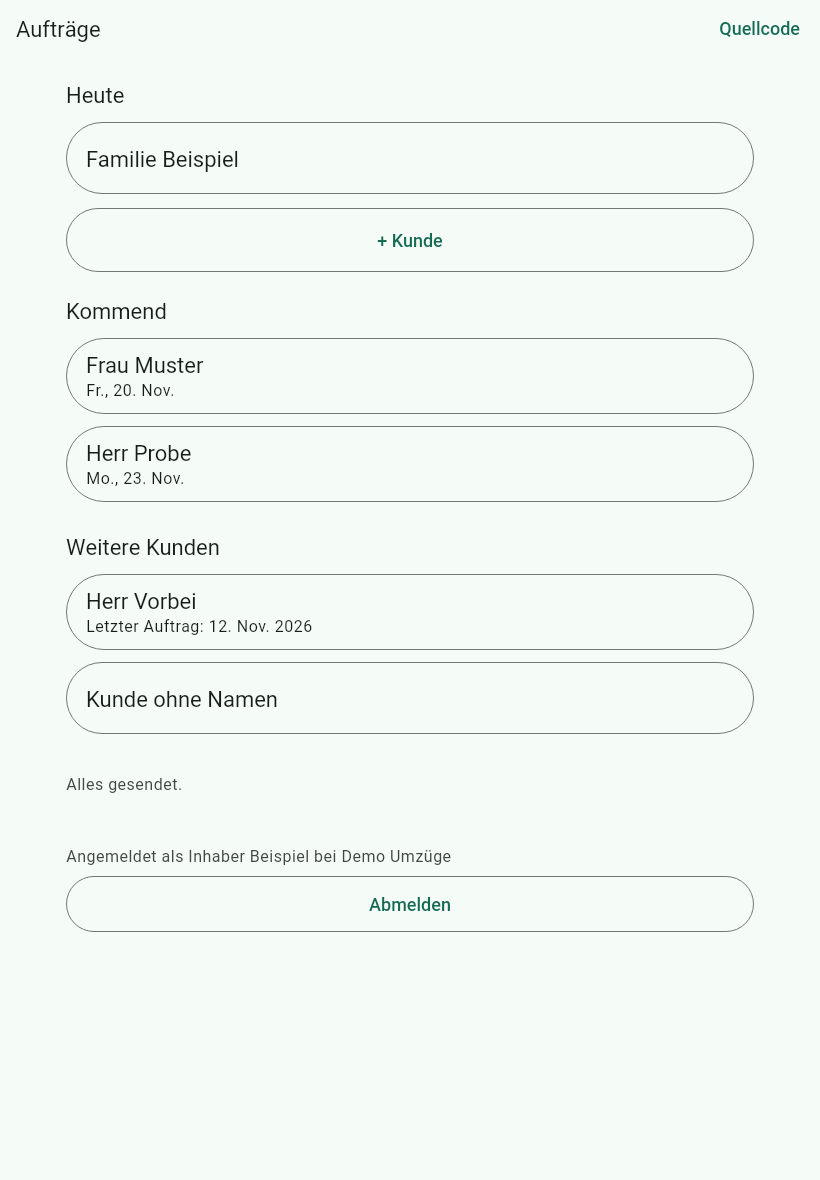 Aufträge
Quellcode
Heute
Familie Beispiel
+ Kunde
Kommend
Frau Muster
Fr., 20. Nov.
Herr Probe
Mo., 23. Nov.
Weitere Kunden
Herr Vorbei
Letzter Auftrag: 12. Nov. 2026
Kunde ohne Namen
Alles gesendet.
Angemeldet als Inhaber Beispiel bei Demo Umzüge
Abmelden